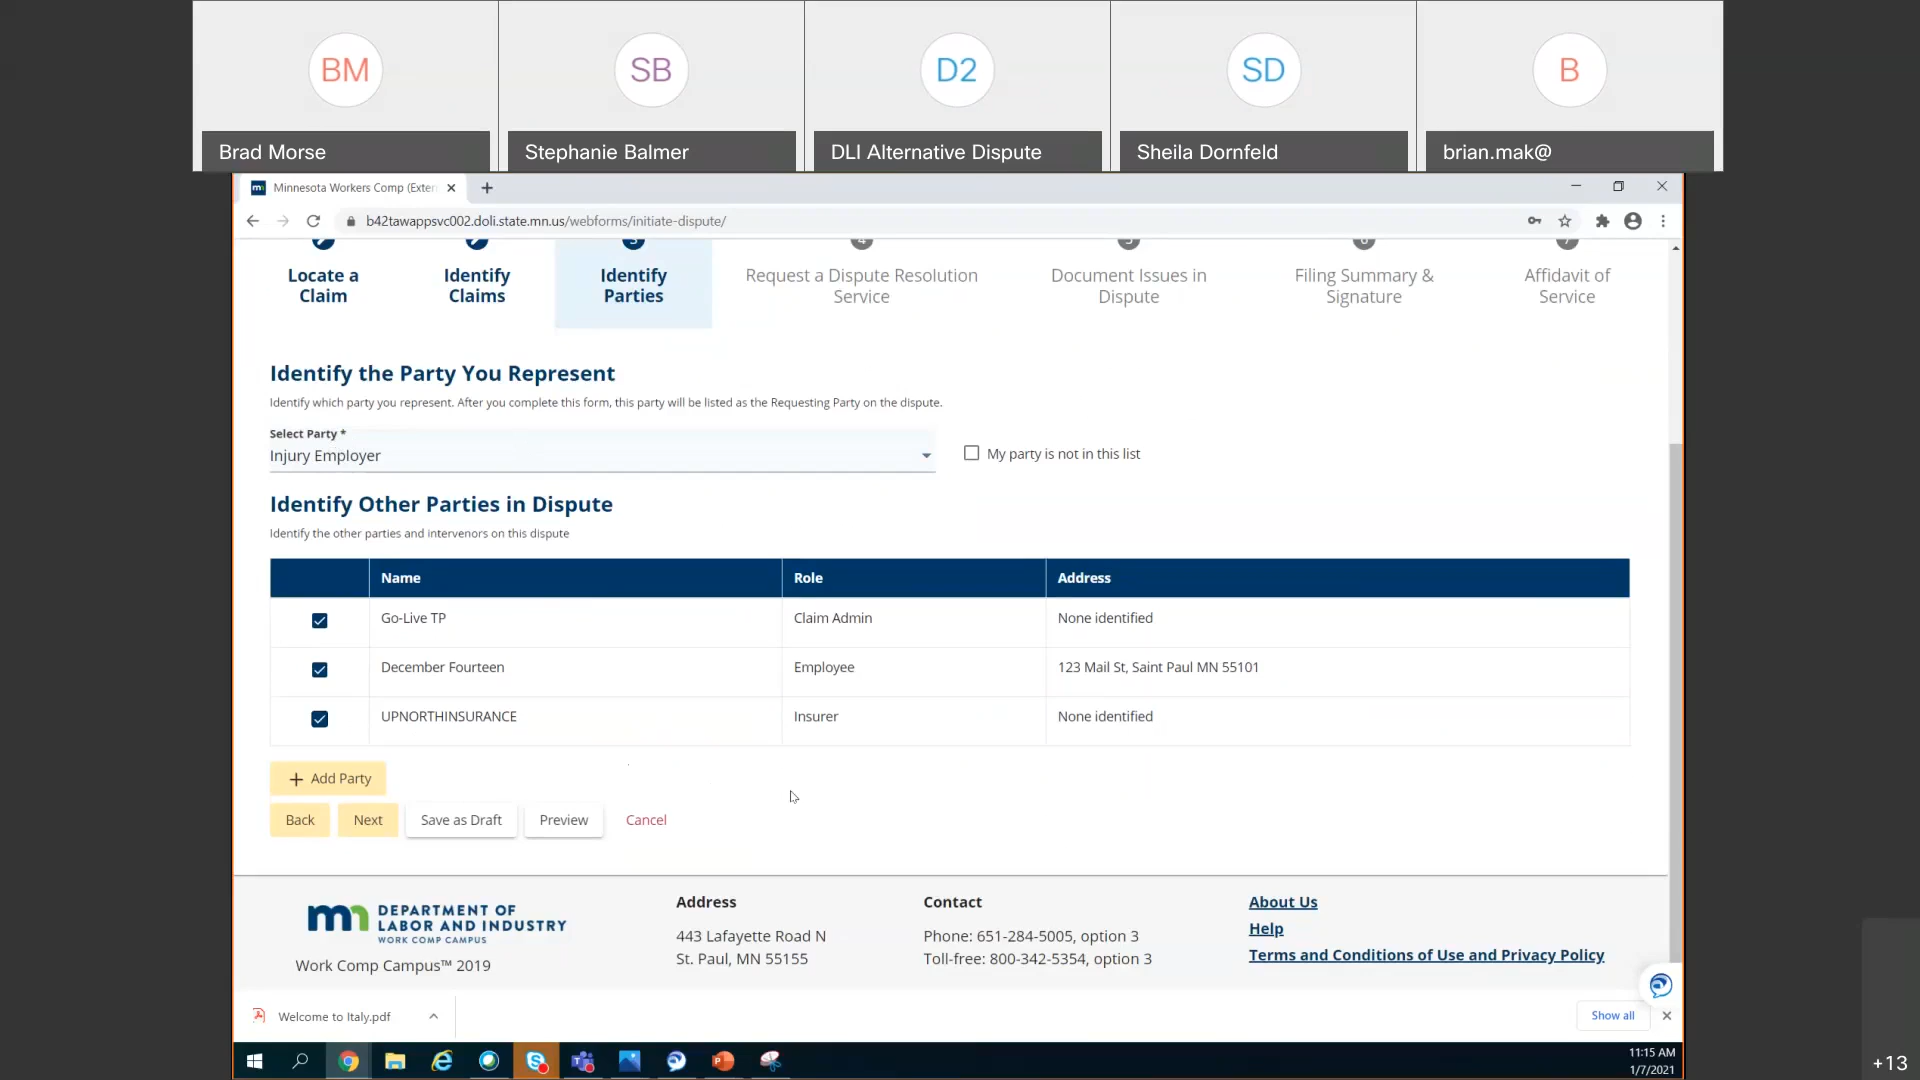 BM
SB
D2
SD
B
Brad Morse
Stephanie Balmer
DLI Alternative Dispute
Sheila Dornfeld
brian.mak@
Minnesota Workers Comp (Exter
b42tawappsvc002.doli.state.mn.us/webforms/initiate-dispute/
Locate a
Claim
Identify
Claims
3
Identify
Parties
4
Request a Dispute Resolution
Service
5
Document Issues in
Dispute
6
Filing Summary &
Signature
7
Affidavit of
Service
Identify the Party You Represent
Identify which party you represent. After you complete this form, this party will be listed as the Requesting Party on the dispute.
Select Party *
Injury Employer
My party is not in this list
Identify Other Parties in Dispute
Identify the other parties and intervenors on this dispute
Name Role Address
Go-Live TP Claim Admin None identified
December Fourteen Employee 123 Mail St, Saint Paul MN 55101
UPNORTHINSURANCE Insurer None identified
+ Add Party
Back Next Save as Draft Preview Cancel
mn DEPARTMENT OF
LABOR AND INDUSTRY
WORK COMP CAMPUS
Work Comp Campus™ 2019
Address
443 Lafayette Road N
St. Paul, MN 55155
Contact
Phone: 651-284-5005, option 3
Toll-free: 800-342-5354, option 3
About Us
Help
Terms and Conditions of Use and Privacy Policy
Welcome to Italy.pdf
Show all
11:15 AM
1/7/2021
+13